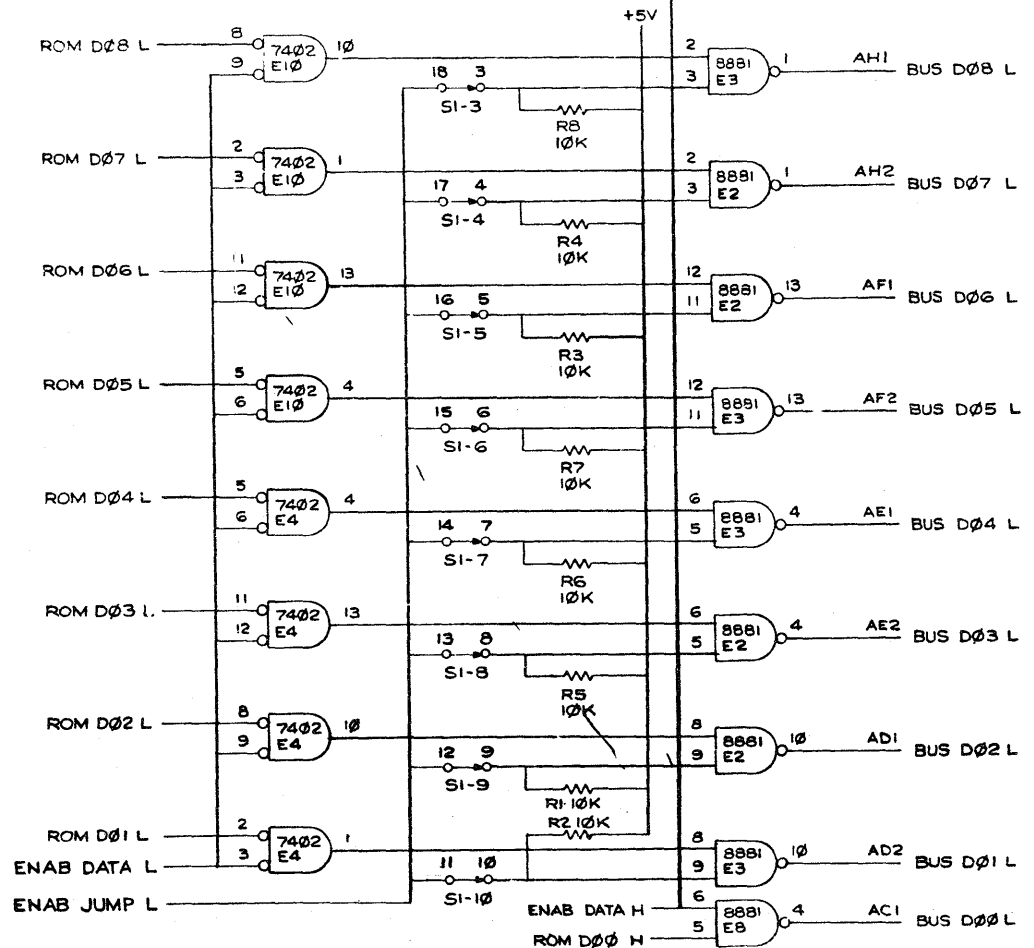 +5V
ROM DØ8 L 8 9 7402 E1Ø 1Ø 18 3 S1-3 R8 1ØK 2 3 8881 E3 1 AH1 BUS DØ8 L
ROM DØ7 L 2 3 7402 E1Ø 1 17 4 S1-4 R4 1ØK 2 3 8881 E2 1 AH2 BUS DØ7 L
ROM DØ6 L 11 12 74Ø2 E1Ø 13 16 5 S1-5 R3 1ØK 12 11 8881 E2 13 AF1 BUS DØ6 L
ROM DØ5 L 5 6 74Ø2 E1Ø 4 15 6 S1-6 R7 1ØK 12 11 8881 E3 13 AF2 BUS DØ5 L
ROM DØ4 L 5 6 74Ø2 E4 4 14 7 S1-7 R6 1ØK 6 5 8881 E3 4 AE1 BUS DØ4 L
ROM DØ3 L 11 12 74Ø2 E4 13 13 8 S1-8 R5 1ØK 6 5 8881 E2 4 AE2 BUS DØ3 L
ROM DØ2 L 8 9 74Ø2 E4 1Ø 12 9 S1-9 R1 1ØK 8 9 8881 E2 1Ø AD1 BUS DØ2 L
ROM DØ1 L 2 3 74Ø2 E4 1 11 1Ø S1-1Ø R2 1ØK 8 9 8881 E3 1Ø AD2 BUS DØ1 L
ENAB DATA L
ENAB JUMP L
ENAB DATA H 6 8881 E8 4 AC1 BUS DØØ L
ROM DØØ H 5